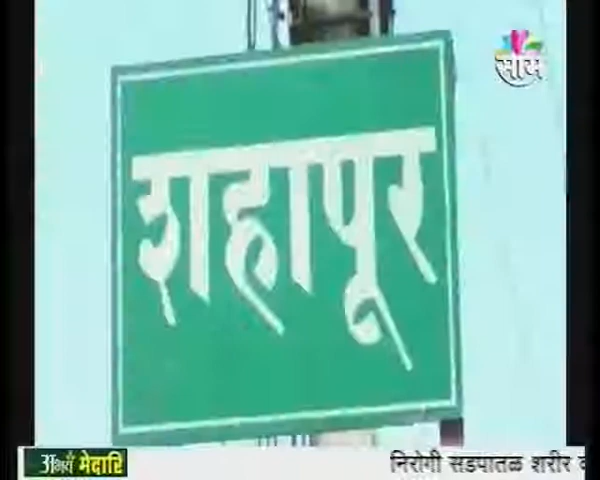 साम
शहापूर
मेदारि
निरोगी सडपातळ शरीर